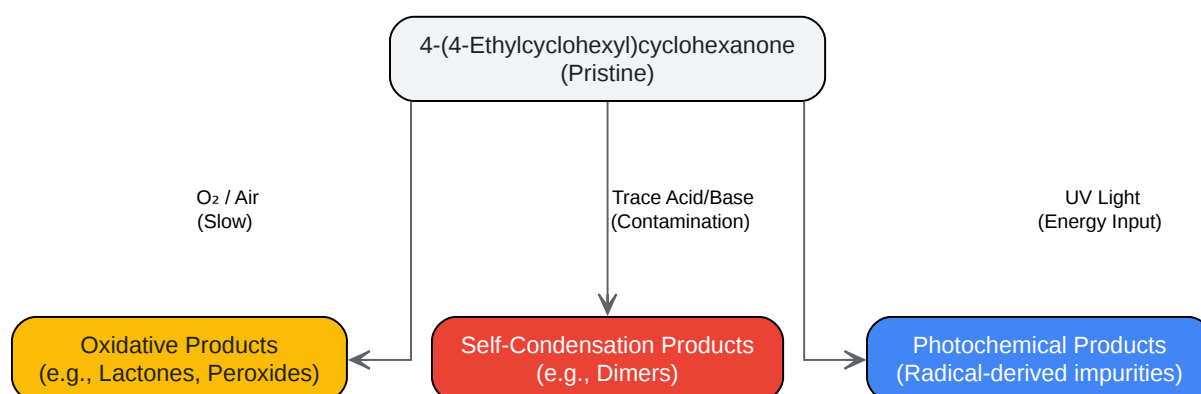 4-(4-Ethylcyclohexyl)cyclohexanone
(Pristine)
O₂ / Air
(Slow)
Trace Acid/Base
(Contamination)
UV Light
(Energy Input)
Oxidative Products
(e.g., Lactones, Peroxides)
Self-Condensation Products
(e.g., Dimers)
Photochemical Products
(Radical-derived impurities)